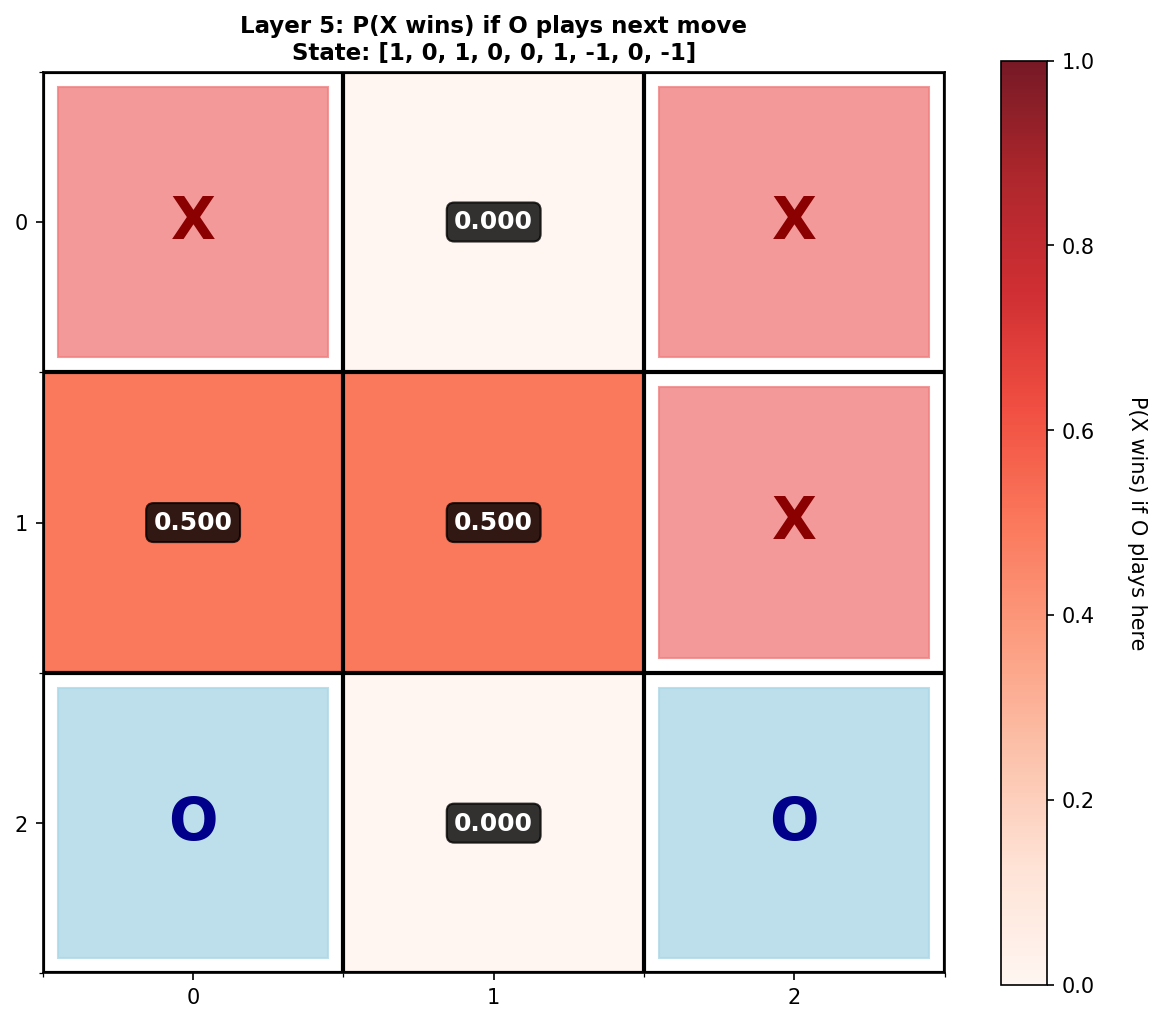 Layer 5: P(X wins) if O plays next move
State: [1, 0, 1, 0, 0, 1, -1, 0, -1]
0
X
0.000
X
1
0.500
0.500
X
2
O
0.000
O
0
1
2
1.0
0.8
0.6
0.4
0.2
0.0
P(X wins) if O plays here